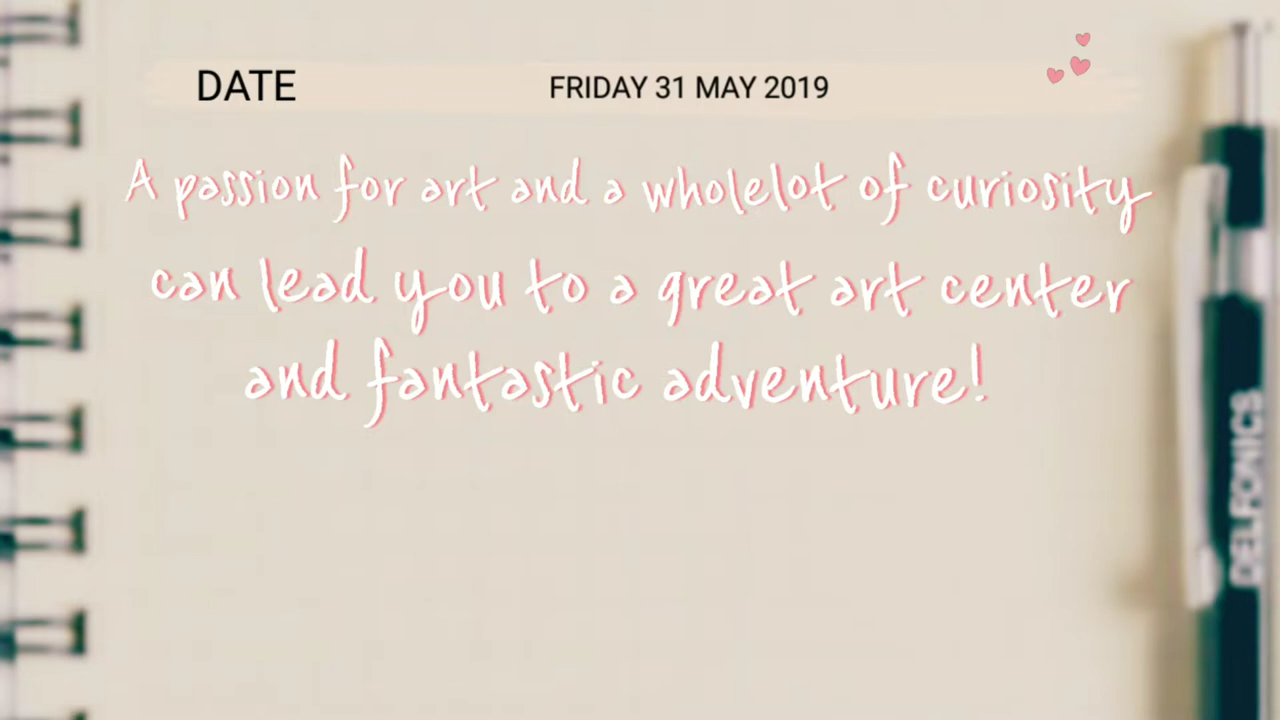 DATE FRIDAY 31 MAY 2019
A passion for art and a wholelot of curiosity
can lead you to a great art center
and fantastic adventure!
DELFONICS